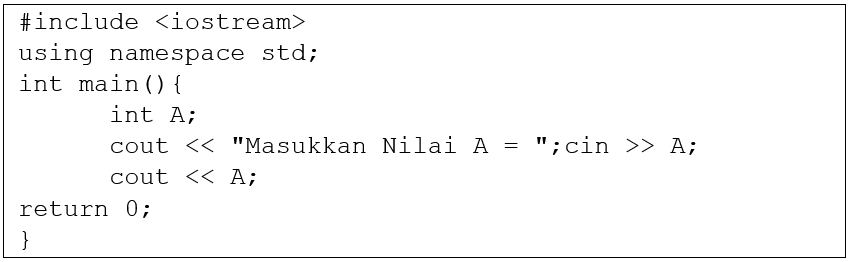 #include <iostream>
using namespace std;
int main(){
      int A;
      cout << "Masukkan Nilai A = ";cin >> A;
      cout << A;
return 0;
}